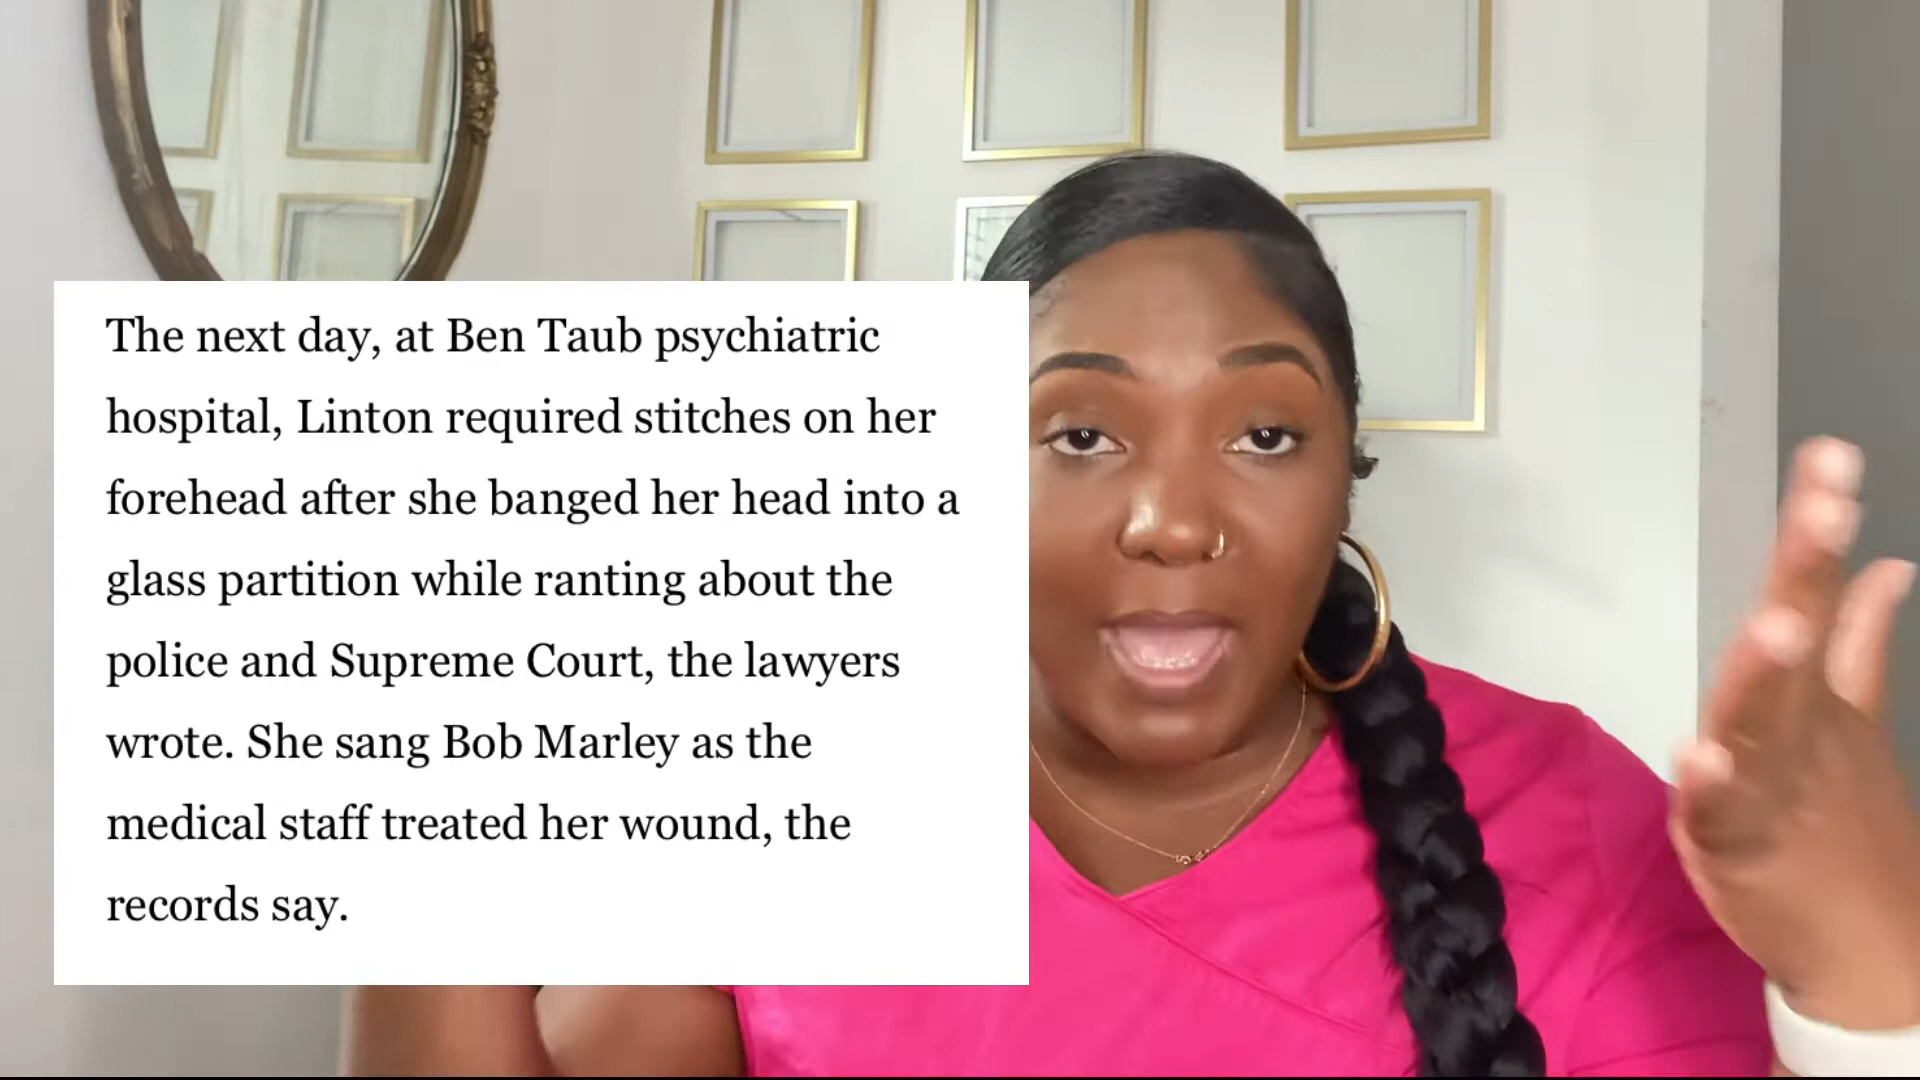 The next day, at Ben Taub psychiatric
hospital, Linton required stitches on her
forehead after she banged her head into a
glass partition while ranting about the
police and Supreme Court, the lawyers
wrote. She sang Bob Marley as the
medical staff treated her wound, the
records say.